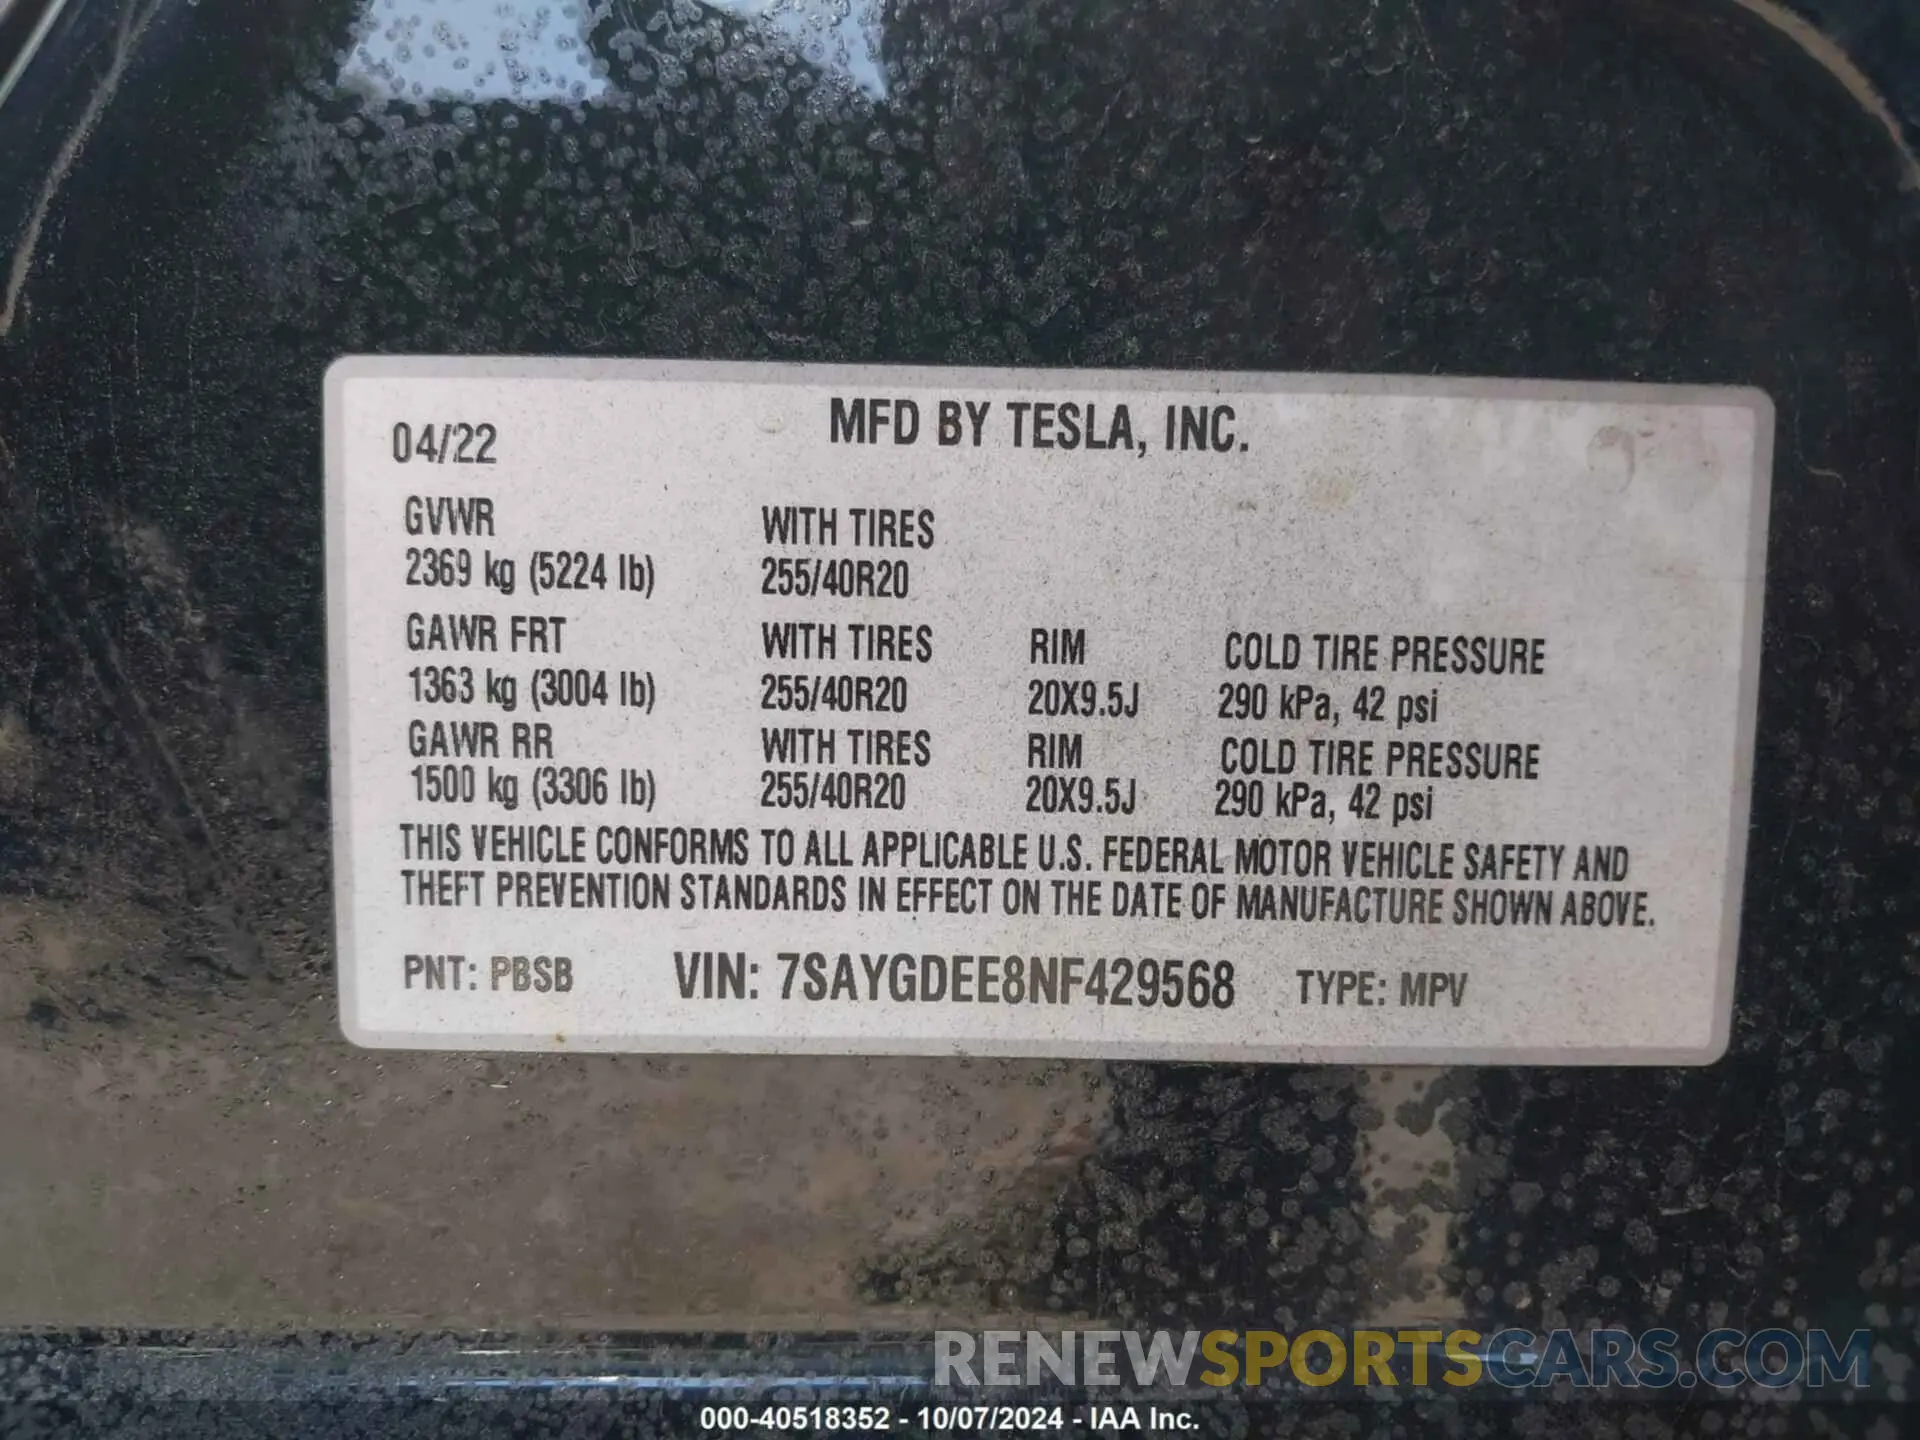 MFD BY TESLA, INC.
04/22
GVWR WITH TIRES
2369 kg (5224 lb) 255/40R20
GAWR FRT WITH TIRES RIM COLD TIRE PRESSURE
1363 kg (3004 lb) 255/40R20 20X9.5J 290 kPa, 42 psi
GAWR RR WITH TIRES RIM COLD TIRE PRESSURE
1500 kg (3306 lb) 255/40R20 20X9.5J 290 kPa, 42 psi
THIS VEHICLE CONFORMS TO ALL APPLICABLE U.S. FEDERAL MOTOR VEHICLE SAFETY AND
THEFT PREVENTION STANDARDS IN EFFECT ON THE DATE OF MANUFACTURE SHOWN ABOVE.
PNT: PBSB VIN: 7SAYGDEE8NF429568 TYPE: MPV
RENEWSPORTSCARS.COM
000-40518352 - 10/07/2024 - IAA Inc.